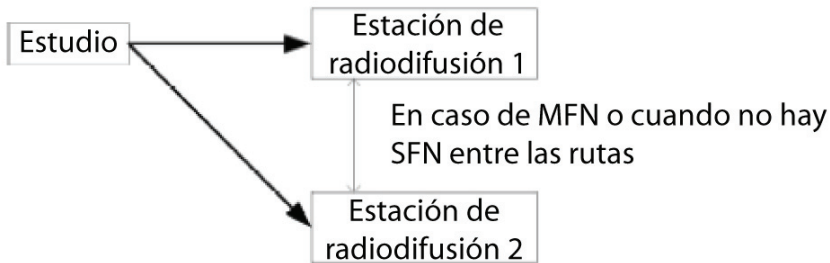 Estudio
Estación de
radiodifusión 1
En caso de MFN o cuando no hay
SFN entre las rutas
Estación de
radiodifusión 2